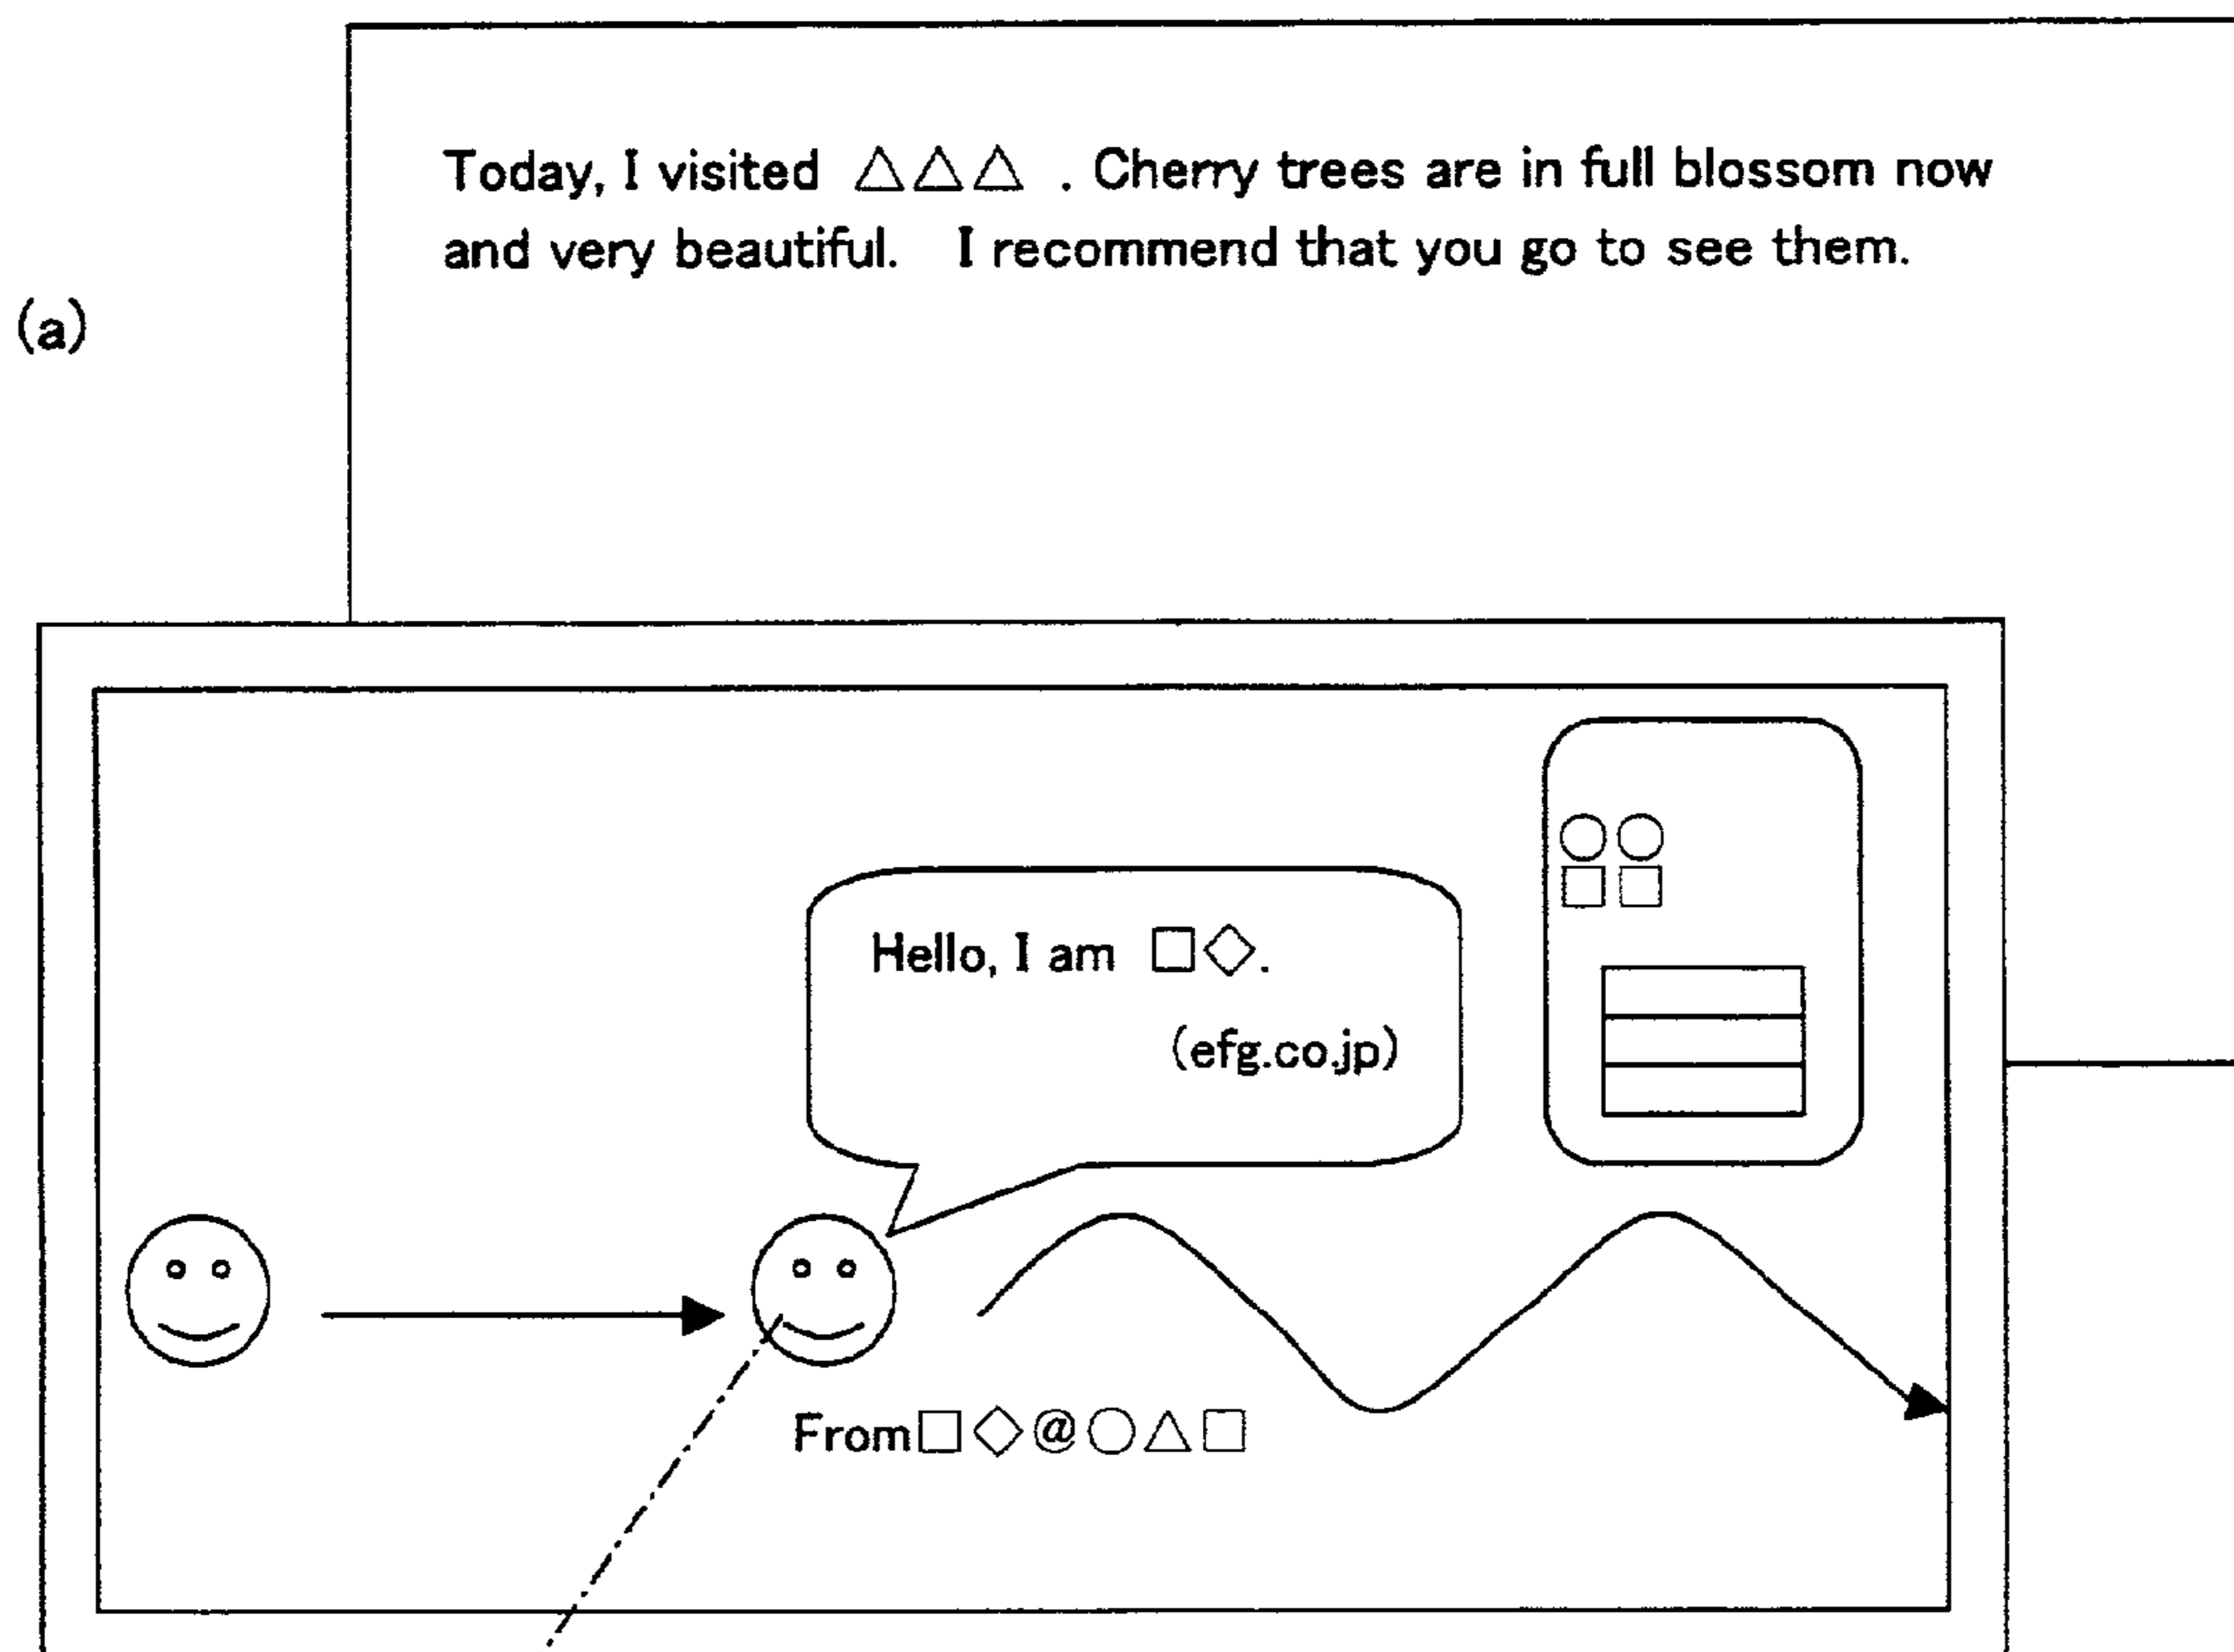 Today, I visited △△△ . Cherry trees are in full blossom now
and very beautiful. I recommend that you go to see them.
(a)
○○
□□
Hello, I am □◇.
(efg.co.jp)
From□◇@○△□